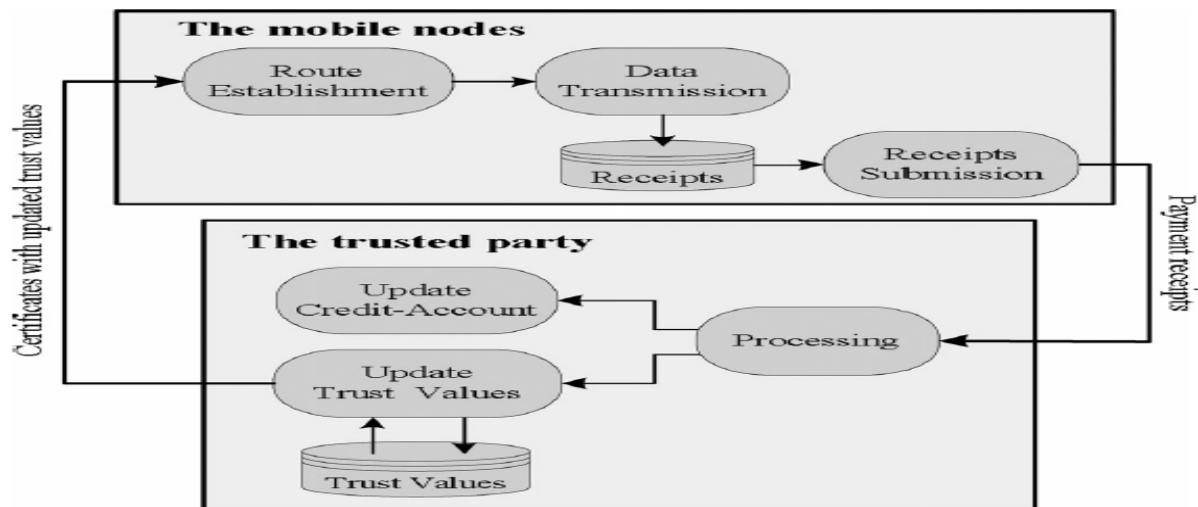 The mobile nodes
Route
Establishment
Data
Transmission
Receipts
Receipts
Submission
Certificates with updated trust values
Payment receipts
The trusted party
Update
Credit-Account
Processing
Update
Trust Values
Trust Values